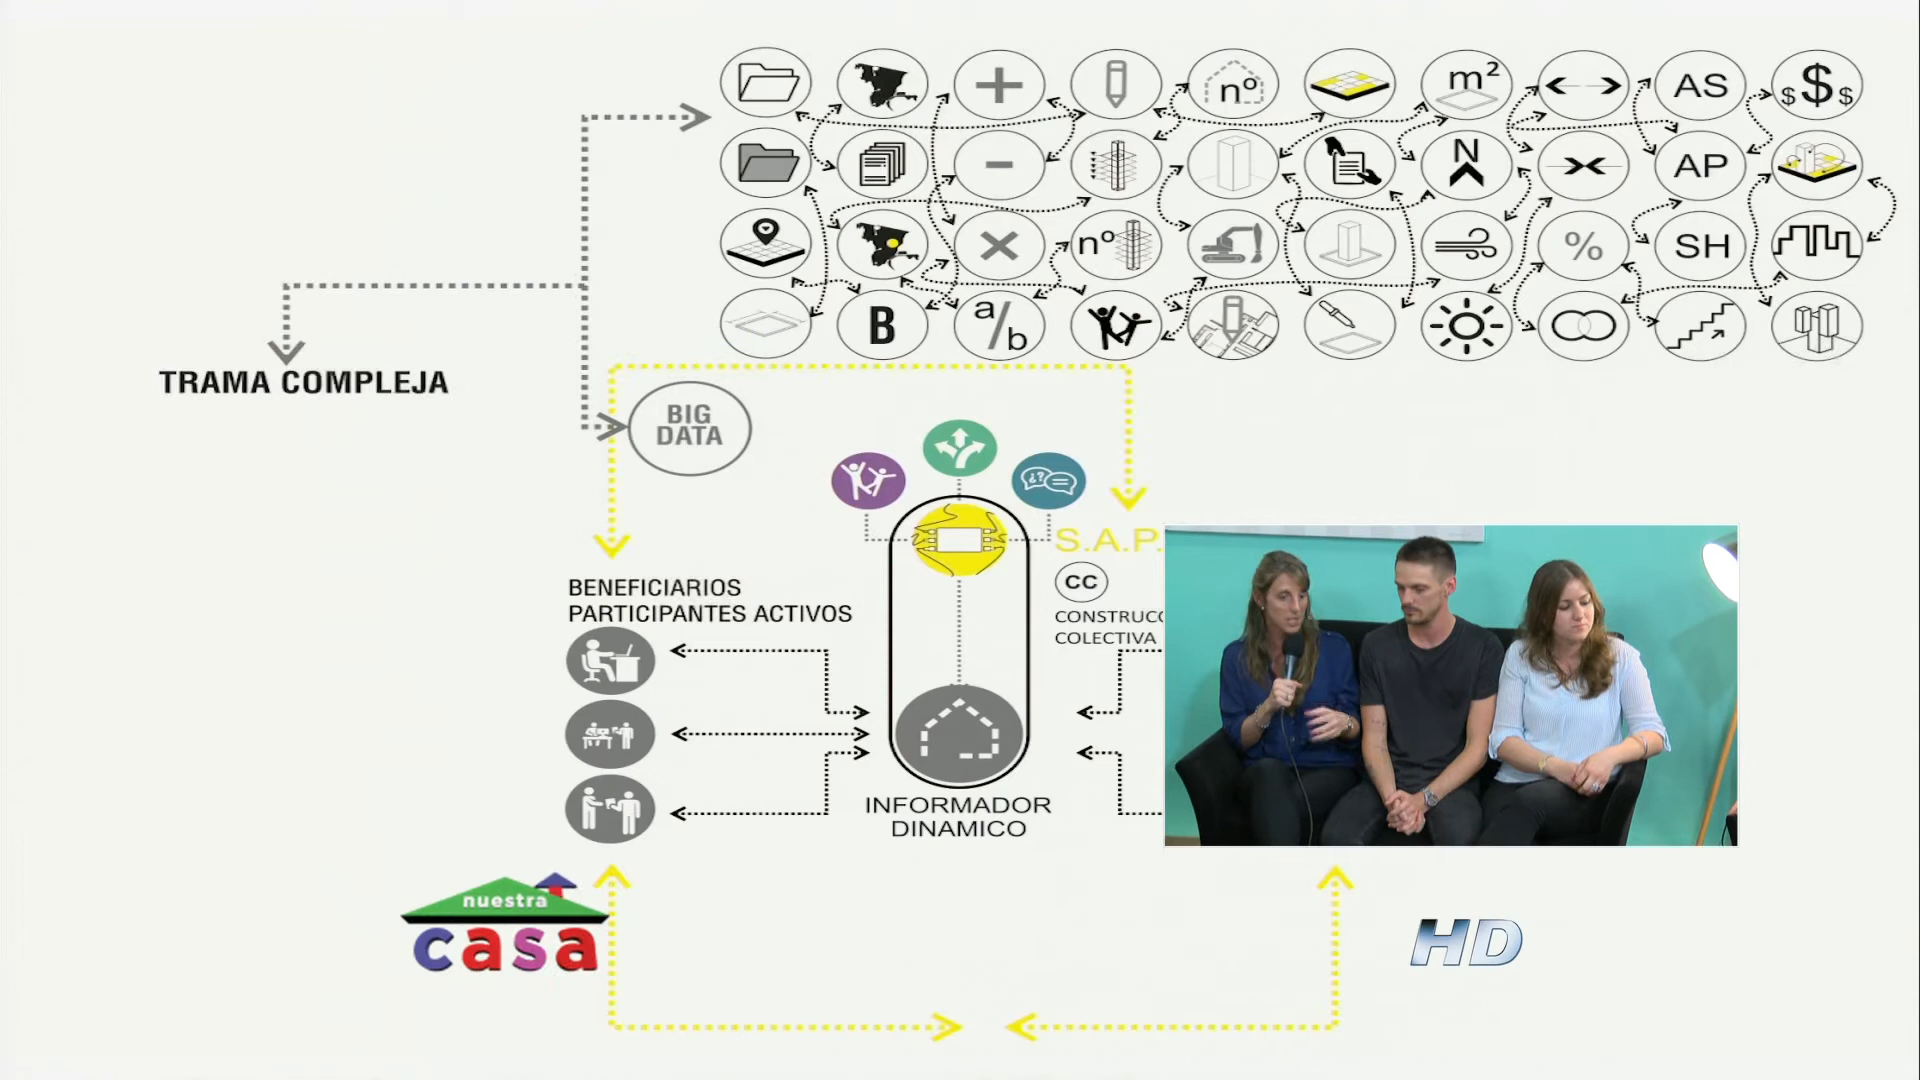 nº
m²
AS
$$$
N
AP
nº
%
SH
B
a/b
TRAMA COMPLEJA
BIG
DATA
S.A.P.
CC
BENEFICIARIOS
PARTICIPANTES ACTIVOS
COLECTIVA
INFORMADOR
DINAMICO
nuestra
casa
HD